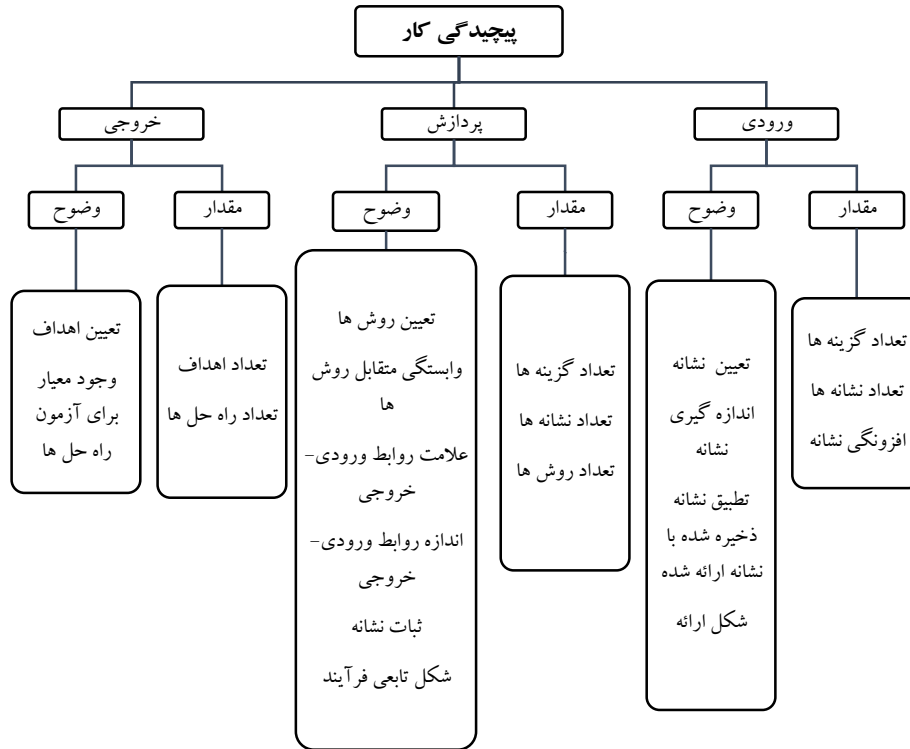 پیچیدگی کار
ورودی
پردازش
خروجی
مقدار
وضوح
مقدار
وضوح
مقدار
وضوح
تعداد گزینه ها
تعداد نشانه ها
افزونگی نشانه
تعیین نشانه
اندازه گیری
نشانه
تطبیق نشانه
ذخیره شده با
نشانه ارائه شده
شکل ارائه
تعداد گزینه ها
تعداد نشانه ها
تعداد روش ها
تعیین روش ها
وابستگی متقابل روش
ها
علامت روابط ورودی-
خروجی
اندازه روابط ورودی-
خروجی
ثبات نشانه
شکل تابعی فرآیند
تعداد اهداف
تعداد راه حل ها
تعیین اهداف
وجود معیار
برای آزمون
راه حل ها